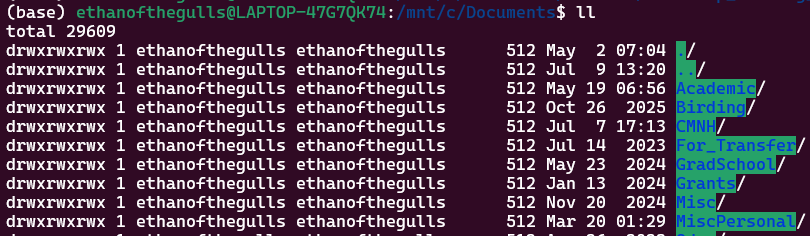 (base) ethanofthegulls@LAPTOP-47G7QK74:/mnt/c/Documents$ ll
total 29609
drwxrwxrwx 1 ethanofthegulls ethanofthegulls 512 May 2 07:04 ./
drwxrwxrwx 1 ethanofthegulls ethanofthegulls 512 Jul 9 13:20 ../
drwxrwxrwx 1 ethanofthegulls ethanofthegulls 512 May 19 06:56 Academic/
drwxrwxrwx 1 ethanofthegulls ethanofthegulls 512 Oct 26 2025 Birding/
drwxrwxrwx 1 ethanofthegulls ethanofthegulls 512 Jul 7 17:13 CMNH/
drwxrwxrwx 1 ethanofthegulls ethanofthegulls 512 Jul 14 2023 For_Transfer/
drwxrwxrwx 1 ethanofthegulls ethanofthegulls 512 May 23 2024 GradSchool/
drwxrwxrwx 1 ethanofthegulls ethanofthegulls 512 Jan 13 2024 Grants/
drwxrwxrwx 1 ethanofthegulls ethanofthegulls 512 Nov 20 2024 Misc/
drwxrwxrwx 1 ethanofthegulls ethanofthegulls 512 Mar 20 01:29 MiscPersonal/